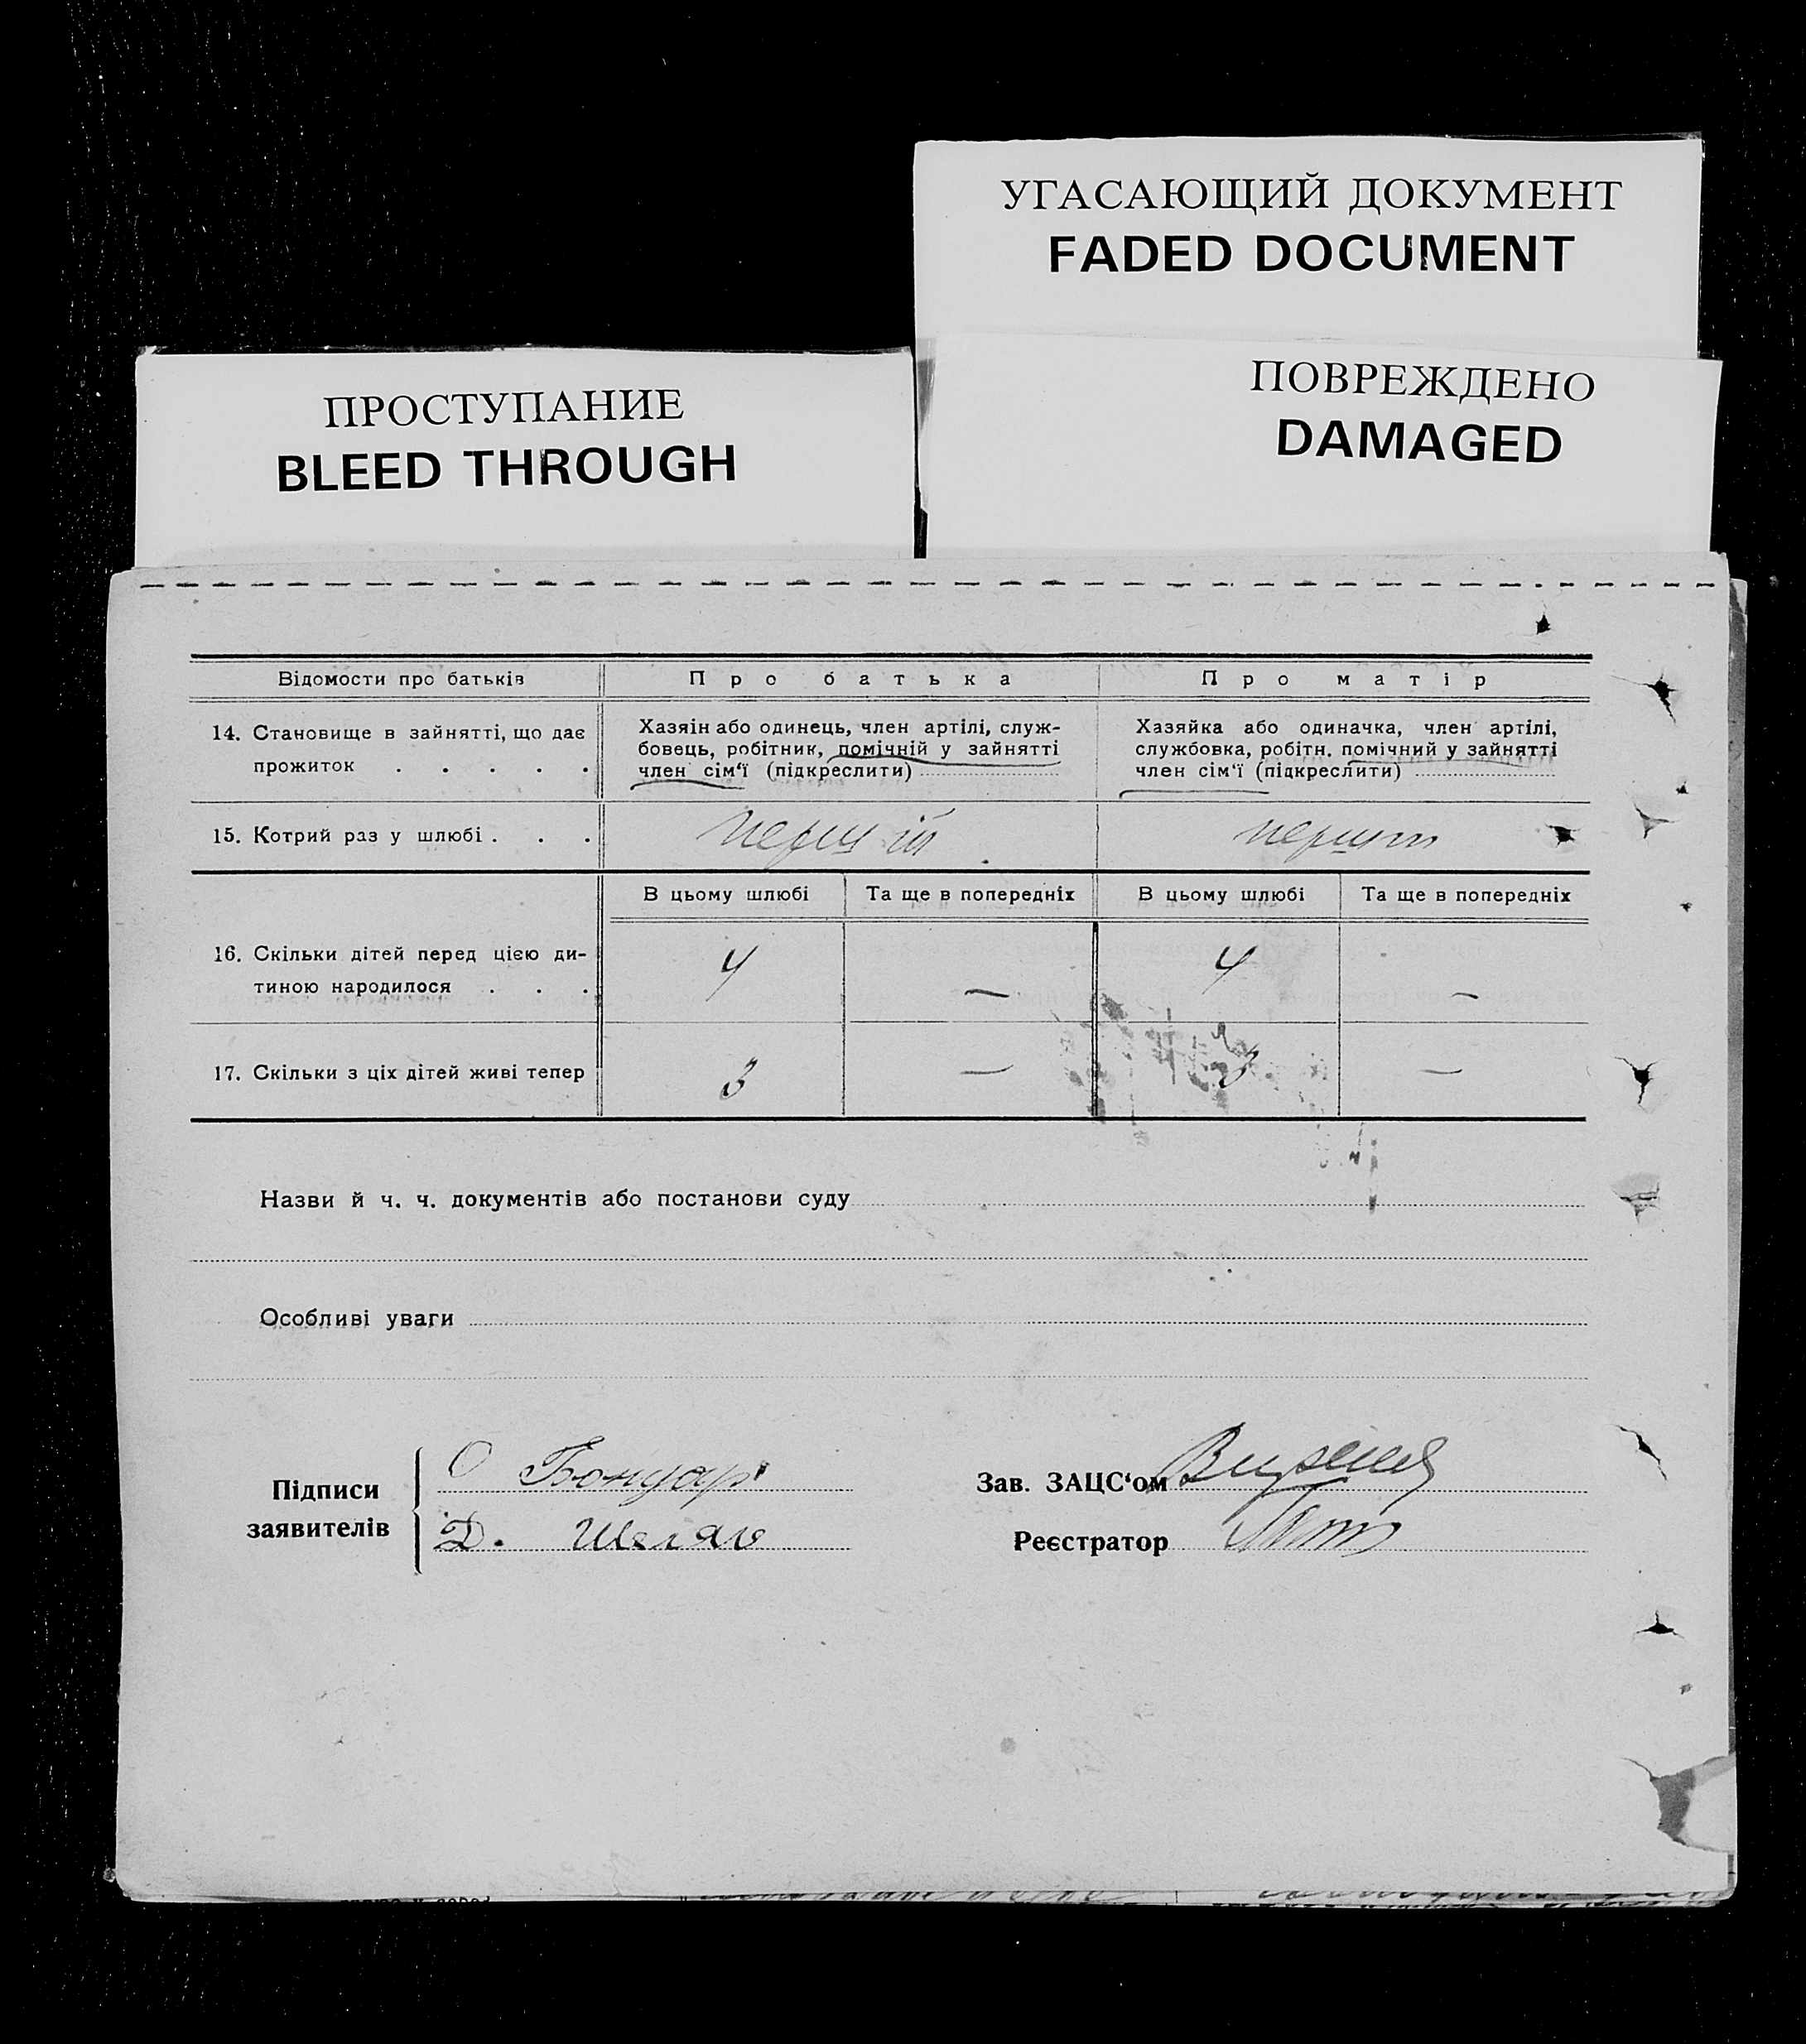 УГАСАЮЩИЙ ДОКУМЕНТ
FADED DOCUMENT
ПРОСТУПАНИЕ
BLEED THROUGH
ПОВРЕЖДЕНО
DAMAGED
Відомости про батьків Про батька Про матір
14. Становище в зайнятті, що дає прожиток . . . . .
Хазяін або одинець, член артілі, служ-
бовець, робітник, помічній у зайнятті
член сім‘ї (підкреслити)
Хазяйка або одиначка, член артілі,
службовка, робітн. помічний у зайнятті
член сім‘ї (підкреслити)
15. Котрий раз у шлюбі . . . перший перший
В цьому шлюбі Та ще в попередніх В цьому шлюбі Та ще в попередніх
16. Скільки дітей перед цією ди-
тиною народилося . . . 4 — 4 —
17. Скільки з ціх дітей живі тепер 3 — 3 —
Назви й ч. ч. документів або постанови суду
Особливі уваги
Підписи
заявителів
О Бондарь
Д. Шеляг
Зав. ЗАЦС‘ом
Реєстратор